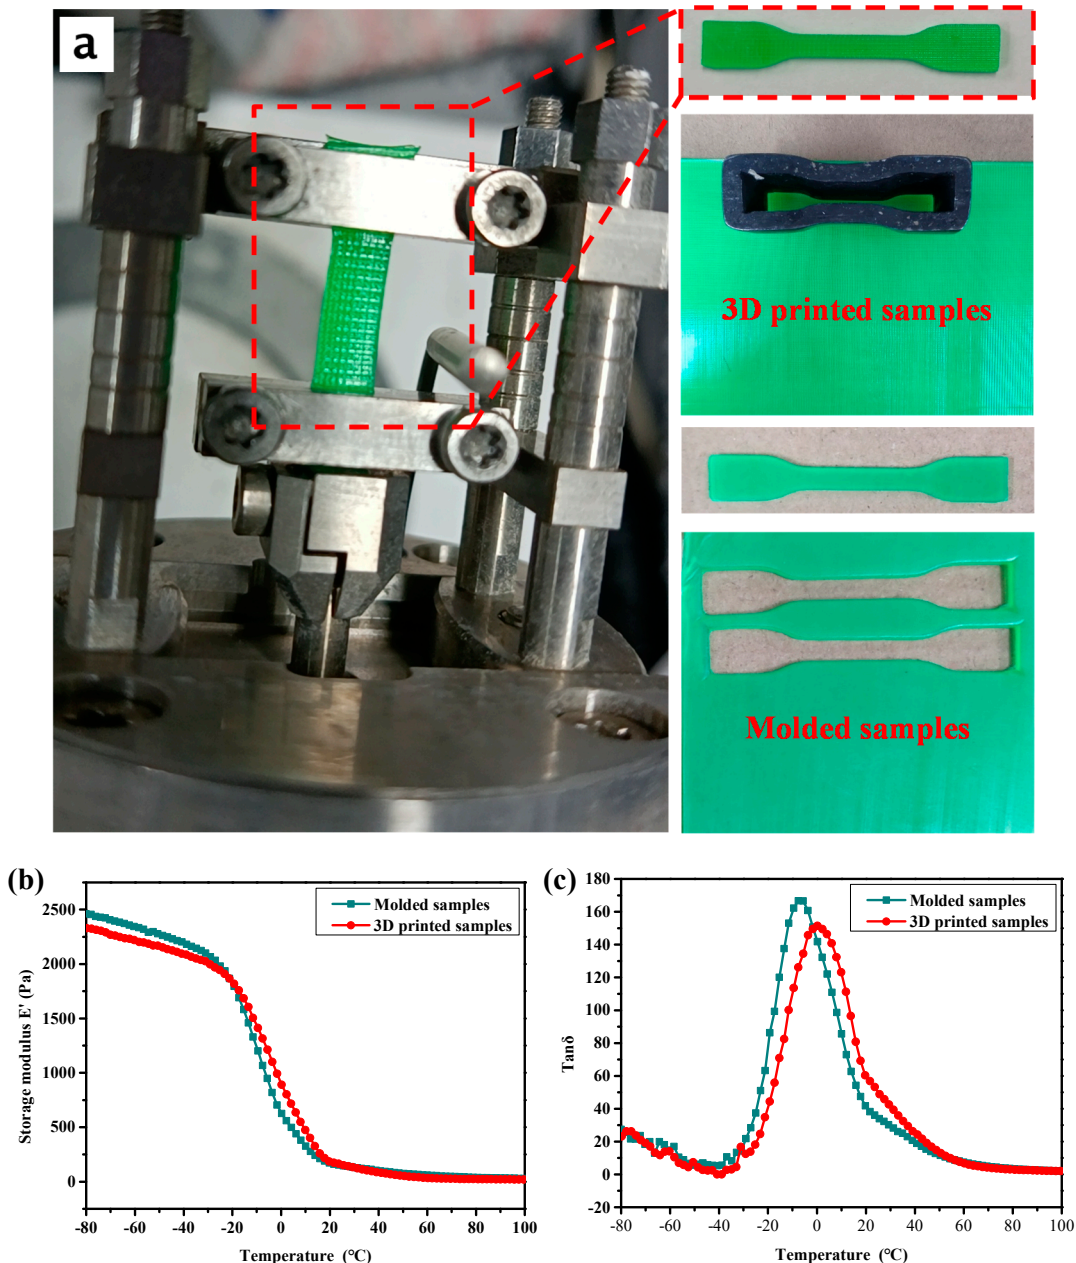 a
3D printed samples
Molded samples
(b)
Molded samples
3D printed samples
2500
2000
1500
1000
500
0
Storage modulus E' (Pa)
-80 -60 -40 -20 0 20 40 60 80 100
Temperature (℃)
(c)
Molded samples
3D printed samples
180
160
140
120
100
80
60
40
20
0
-20
Tanδ
-80 -60 -40 -20 0 20 40 60 80 100
Temperature (℃)